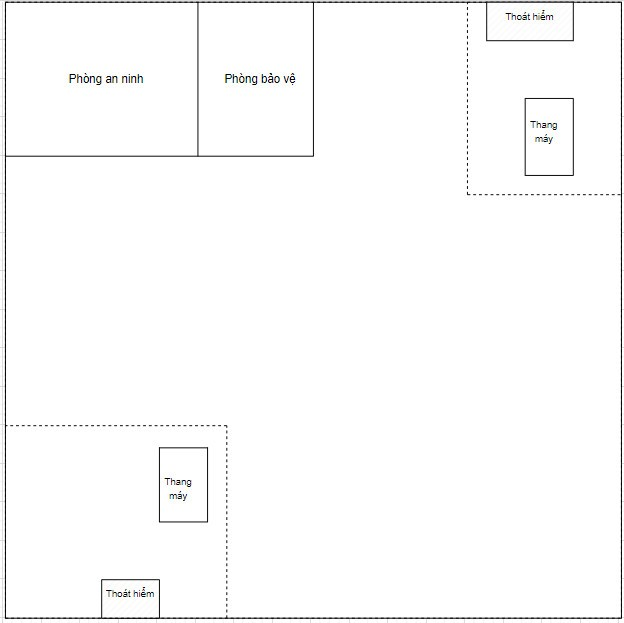 Thoát hiểm
Phòng an ninh
Phòng bảo vệ
Thang
máy
Thang
máy
Thoát hiểm